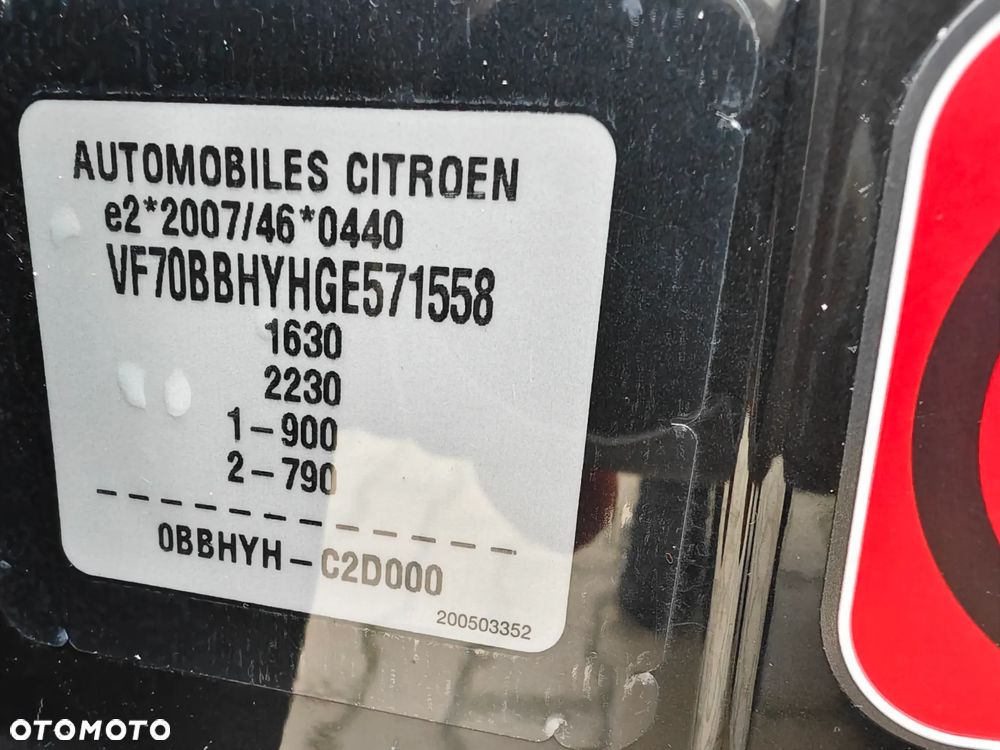 AUTOMOBILES CITROEN
e2*2007/46*0440
VF70BBHYHGE571558
1630
2230
1-900
2-790
0BBHYH-C2D000
200503352
OTOMOTO